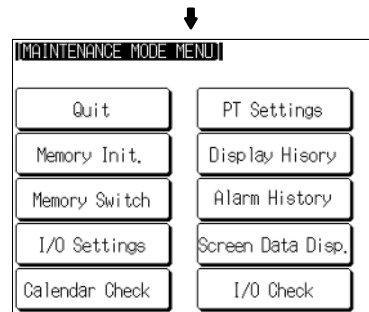 [MAINTENANCE MODE MENU]
Quit
PT Settings
Memory Init.
Display Hisory
Memory Switch
Alarm History
I/O Settings
Screen Data Disp.
Calendar Check
I/O Check